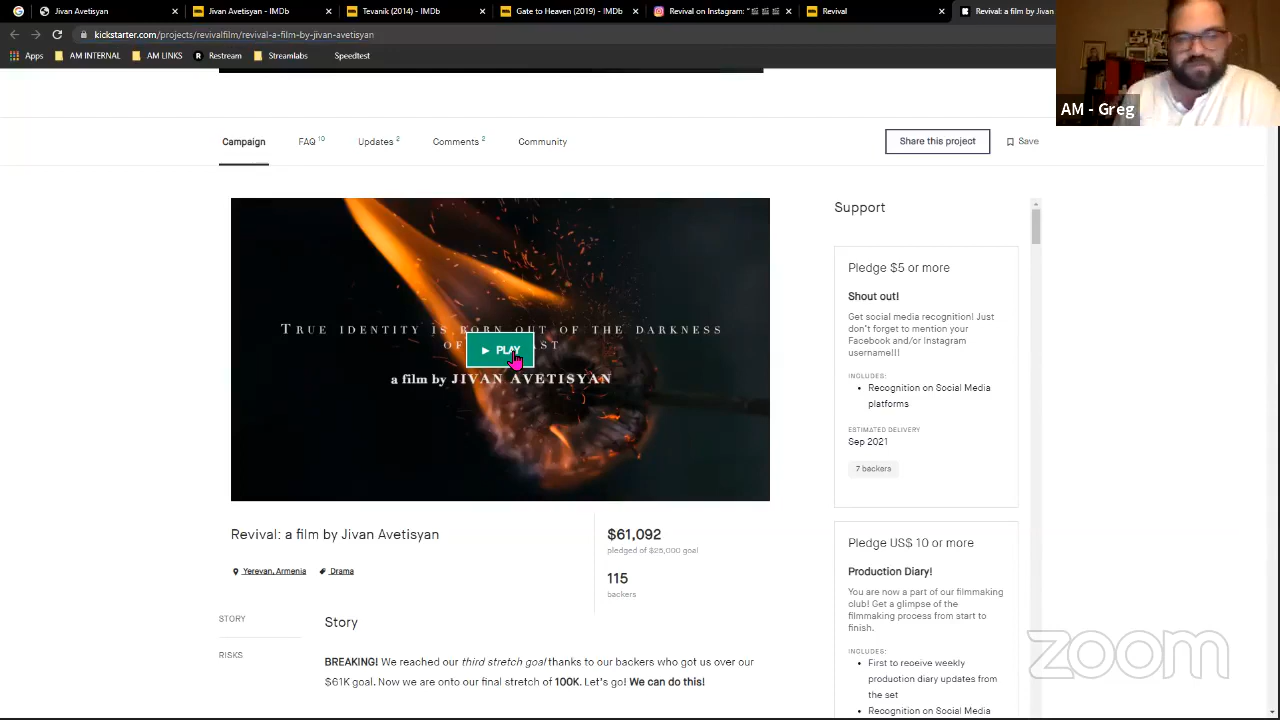 Jivan Avetisyan
Jivan Avetisyan - IMDb
Tevanik (2014) - IMDb
Gate to Heaven (2019) - IMDb
Revival on Instagram: "
Revival
Revival: a film by Jivan
kickstarter.com/projects/revivalfilm/revival-a-film-by-jivan-avetisyan
Apps
AM INTERNAL
AM LINKS
Restream
Streamlabs
Speedtest
AM - Greg
Campaign
FAQ 10
Updates 2
Comments 2
Community
Share this project
Save
TRUE IDENTITY IS BORN OUT OF THE DARKNESS
OF
AST
PLAY
a film by JIVAN AVETISYAN
Revival: a film by Jivan Avetisyan
Yerevan, Armenia
Drama
$61,092
pledged of $25,000 goal
115
backers
STORY
RISKS
Story
BREAKING! We reached our third stretch goal thanks to our backers who got us over our
$61K goal. Now we are onto our final stretch of 100K. Let's go! We can do this!
Support
Pledge $5 or more
Shout out!
Get social media recognition! Just
don't forget to mention your
Facebook and/or Instagram
username!!!
INCLUDES:
• Recognition on Social Media
platforms
ESTIMATED DELIVERY
Sep 2021
7 backers
Pledge US$ 10 or more
Production Diary!
You are now a part of our filmmaking
club! Get a glimpse of the
filmmaking process from start to
finish.
INCLUDES:
• First to receive weekly
production diary updates from
the set
• Recognition on Social Media
zoom